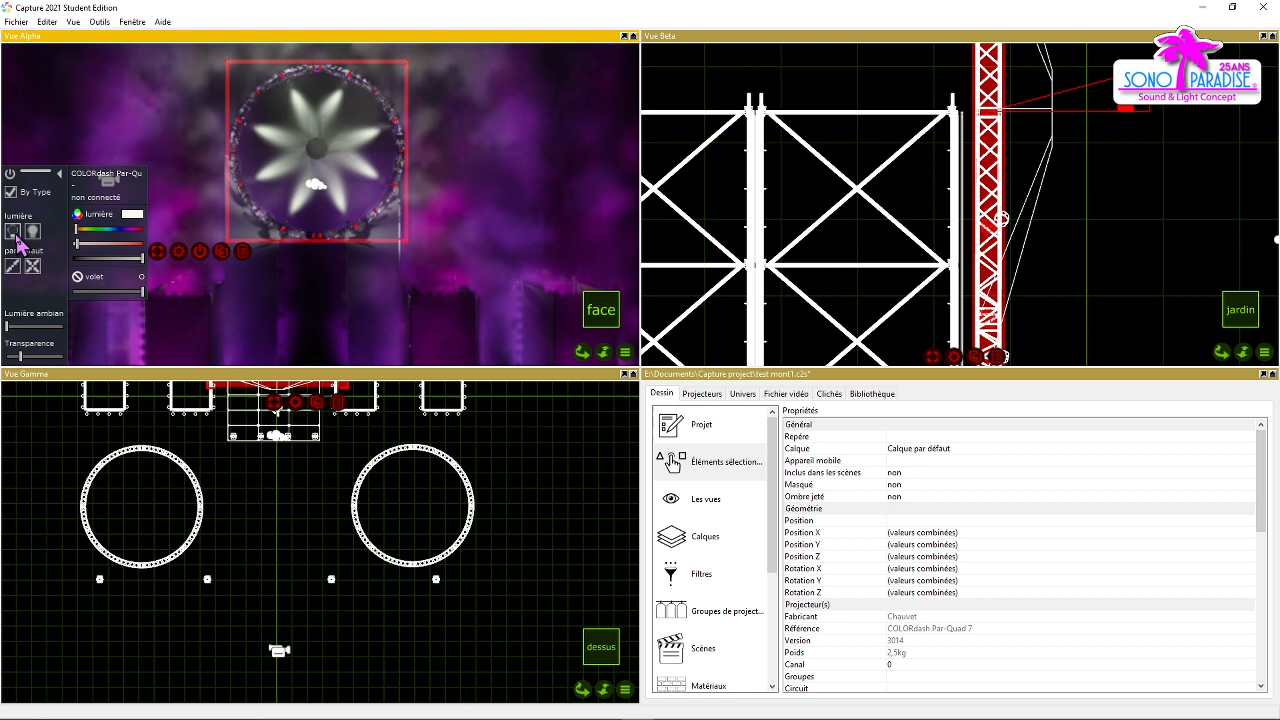 Capture 2021 Student Edition
Fichier Editer Vue Outils Fenêtre Aide
Vue Alpha
Vue Beta
25ANS
SONO PARADISE
Sound & Light Concept
COLORdash Par-Qu
-
By Type
non connecté
lumière
lumière
volet
Lumière ambian
Transparence
face
jardin
Vue Gamma
dessus
E:\Documents\Capture project\test mont1.c2s*
Dessin Projecteurs Univers Fichier vidéo Clichés Bibliothèque
Projet
Éléments sélection...
Les vues
Calques
Filtres
Groupes de project...
Scènes
Matériaux
Propriétés
Général
Repère
Calque Calque par défaut
Appareil mobile
Inclus dans les scènes non
Masqué non
Ombre jeté non
Géométrie
Position
Position X (valeurs combinées)
Position Y (valeurs combinées)
Position Z (valeurs combinées)
Rotation X (valeurs combinées)
Rotation Y (valeurs combinées)
Rotation Z (valeurs combinées)
Projecteur(s)
Fabricant Chauvet
Référence COLORdash Par-Quad 7
Version 3014
Poids 2,5kg
Canal 0
Groupes
Circuit